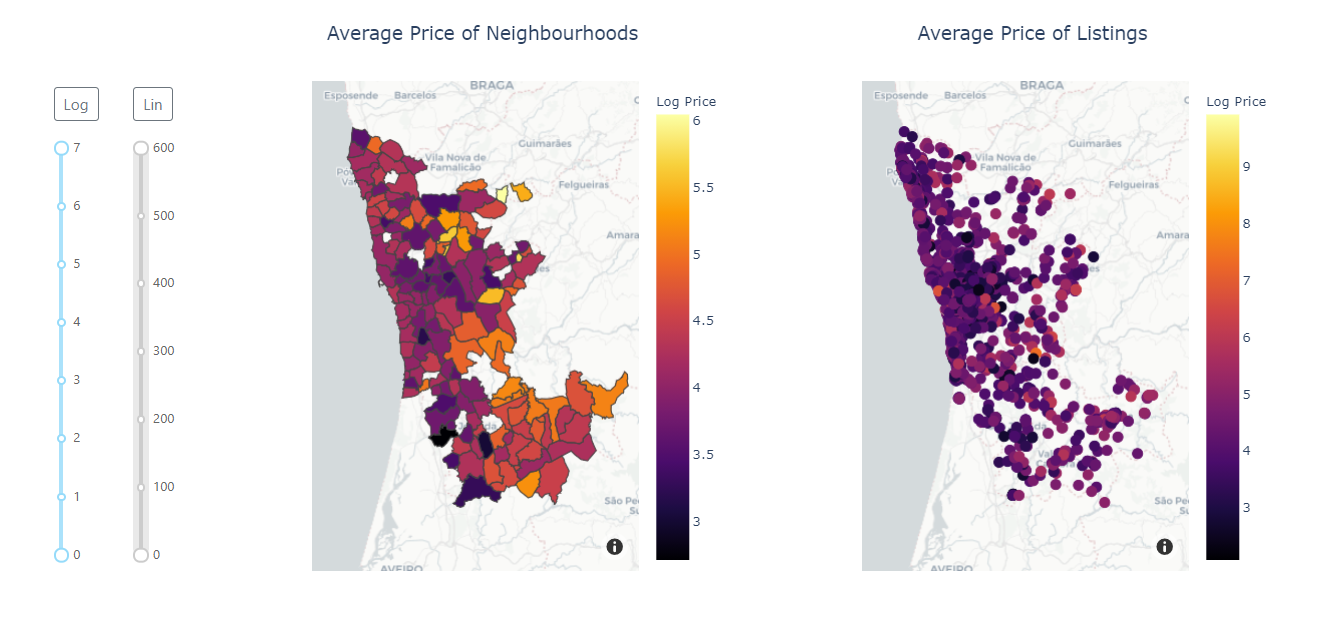 Average Price of Neighbourhoods
Average Price of Listings
Log
Lin
7
6
5
4
3
2
1
0
600
500
400
300
200
100
0
BRAGA
Esposende
Barcelos
Guimarães
Vila Nova de
Famalicão
Felgueiras
Amara
São Pe
AVEIRO
Log Price
6
5.5
5
4.5
4
3.5
3
BRAGA
Esposende
Barcelos
Guimarães
Vila Nova de
Famalicão
Felgueiras
Amara
São Pe
AVEIRO
Log Price
9
8
7
6
5
4
3